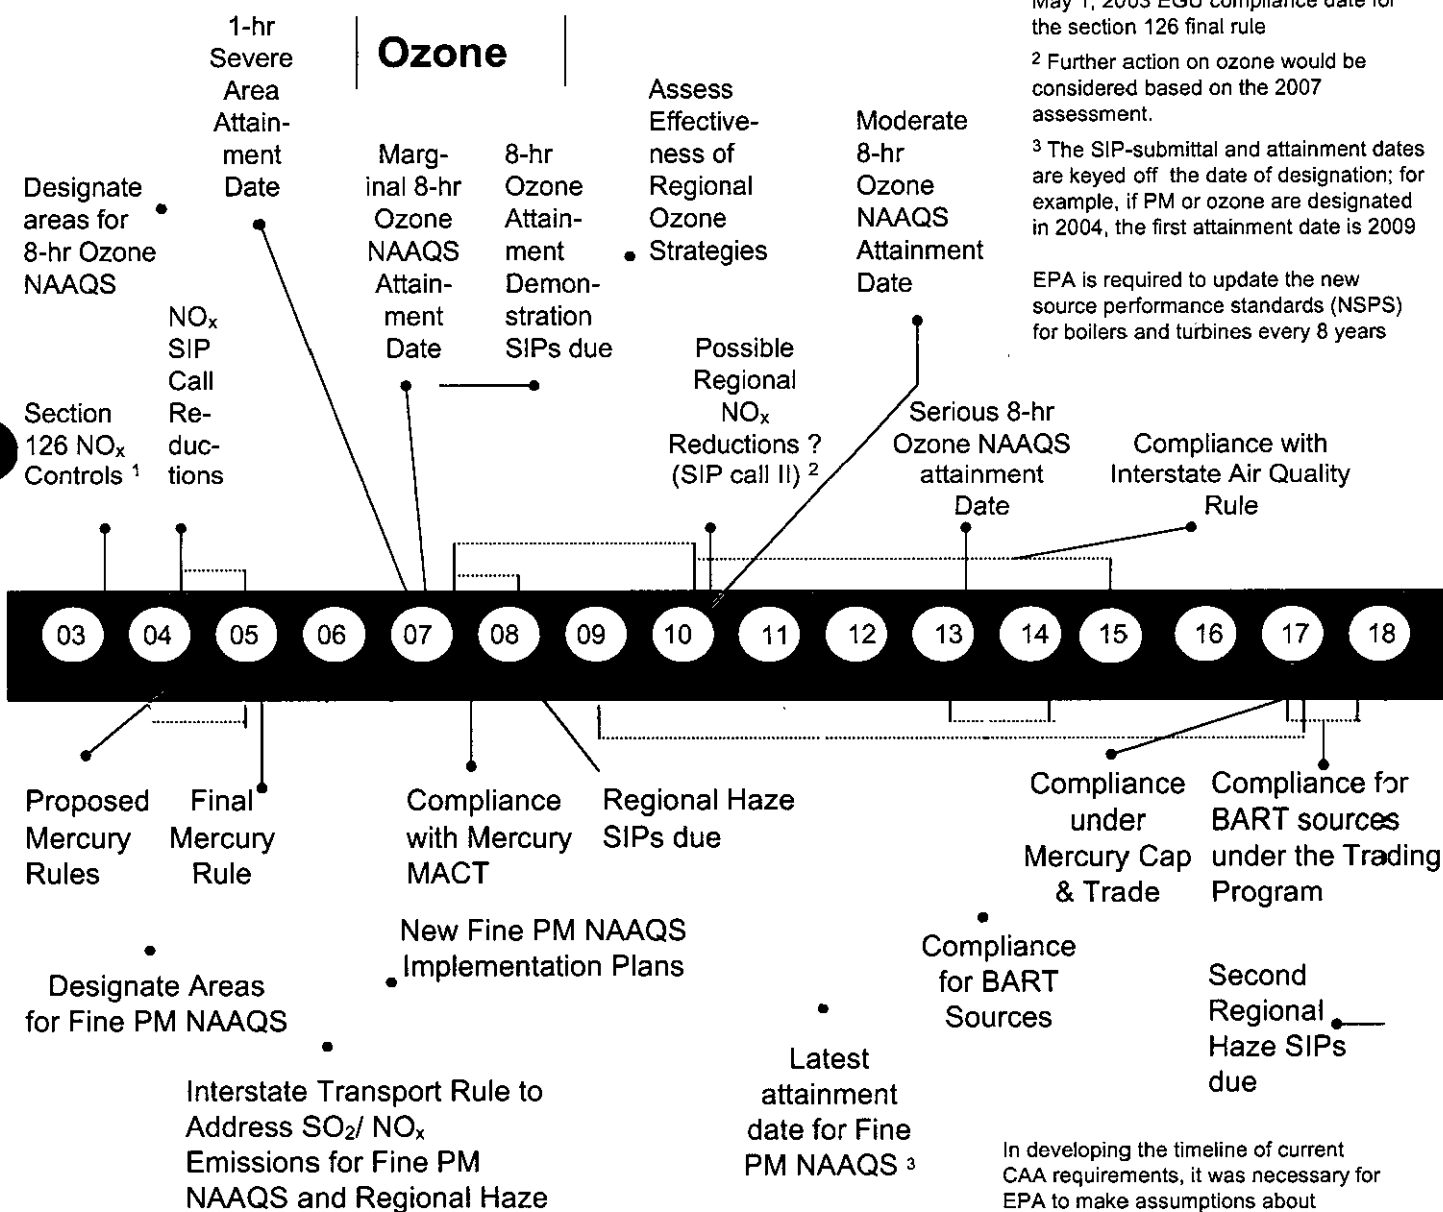 1-hr
Severe
Area
Attain-
ment
Date
Ozone
May 1, 2003 EGU compliance date for
the section 126 final rule
2 Further action on ozone would be
considered based on the 2007
assessment.
3 The SIP-submittal and attainment dates
are keyed off the date of designation; for
example, if PM or ozone are designated
in 2004, the first attainment date is 2009
EPA is required to update the new
source performance standards (NSPS)
for boilers and turbines every 8 years
Designate
areas for
8-hr Ozone
NAAQS
Marg-
inal 8-hr
Ozone
NAAQS
Attain-
ment
Date
8-hr
Ozone
Attain-
ment
Demon-
stration
SIPs due
Assess
Effective-
ness of
Regional
Ozone
Strategies
Moderate
8-hr
Ozone
NAAQS
Attainment
Date
Section
126 NOx
Controls 1
NOx
SIP
Call
Re-
duc-
tions
Possible
Regional
NOx
Reductions ?
(SIP call II) 2
Serious 8-hr
Ozone NAAQS
attainment
Date
Compliance with
Interstate Air Quality
Rule
03 04 05 06 07 08 09 10 11 12 13 14 15 16 17 18
Proposed
Mercury
Rules
Final
Mercury
Rule
Compliance
with Mercury
MACT
Regional Haze
SIPs due
Compliance
under
Mercury Cap
& Trade
Compliance for
BART sources
under the Trading
Program
New Fine PM NAAQS
Implementation Plans
Compliance
for BART
Sources
Designate Areas
for Fine PM NAAQS
Second
Regional
Haze SIPs
due
Interstate Transport Rule to
Address SO2/ NOx
Emissions for Fine PM
NAAQS and Regional Haze
Latest
attainment
date for Fine
PM NAAQS 3
In developing the timeline of current
CAA requirements, it was necessary for
EPA to make assumptions about